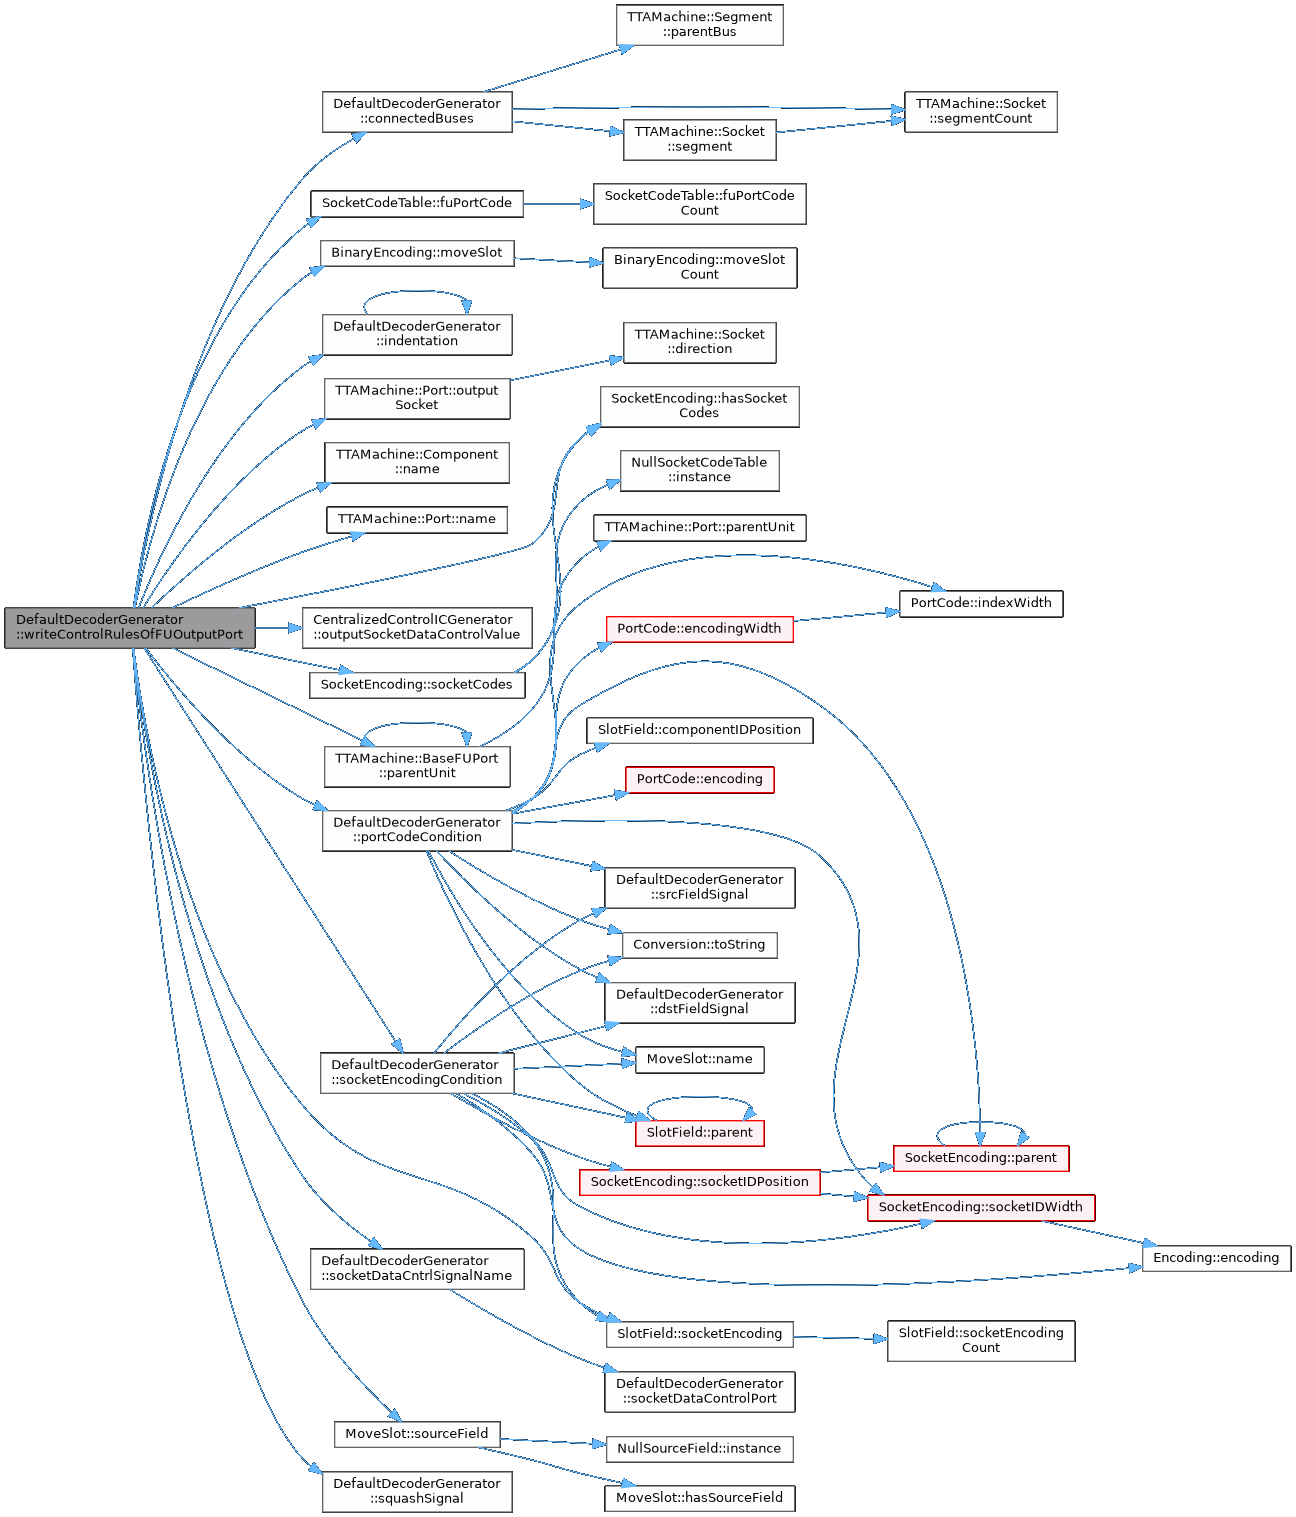 TTAMachine::Segment
::parentBus
DefaultDecoderGenerator
::connectedBuses
TTAMachine::Socket
::segmentCount
TTAMachine::Socket
::segment
SocketCodeTable::fuPortCode
SocketCodeTable::fuPortCode
Count
BinaryEncoding::moveSlot
BinaryEncoding::moveSlot
Count
DefaultDecoderGenerator
::indentation
TTAMachine::Socket
::direction
TTAMachine::Port::output
Socket
SocketEncoding::hasSocket
Codes
TTAMachine::Component
::name
NullSocketCodeTable
::instance
TTAMachine::Port::name
TTAMachine::Port::parentUnit
PortCode::indexWidth
DefaultDecoderGenerator
::writeControlRulesOfFUOutputPort
CentralizedControlICGenerator
::outputSocketDataControlValue
PortCode::encodingWidth
SocketEncoding::socketCodes
SlotField::componentIDPosition
TTAMachine::BaseFUPort
::parentUnit
PortCode::encoding
DefaultDecoderGenerator
::portCodeCondition
DefaultDecoderGenerator
::srcFieldSignal
Conversion::toString
DefaultDecoderGenerator
::dstFieldSignal
DefaultDecoderGenerator
::socketEncodingCondition
MoveSlot::name
SlotField::parent
SocketEncoding::parent
SocketEncoding::socketIDPosition
SocketEncoding::socketIDWidth
Encoding::encoding
DefaultDecoderGenerator
::socketDataCntrlSignalName
SlotField::socketEncoding
SlotField::socketEncoding
Count
DefaultDecoderGenerator
::socketDataControlPort
MoveSlot::sourceField
NullSourceField::instance
DefaultDecoderGenerator
::squashSignal
MoveSlot::hasSourceField